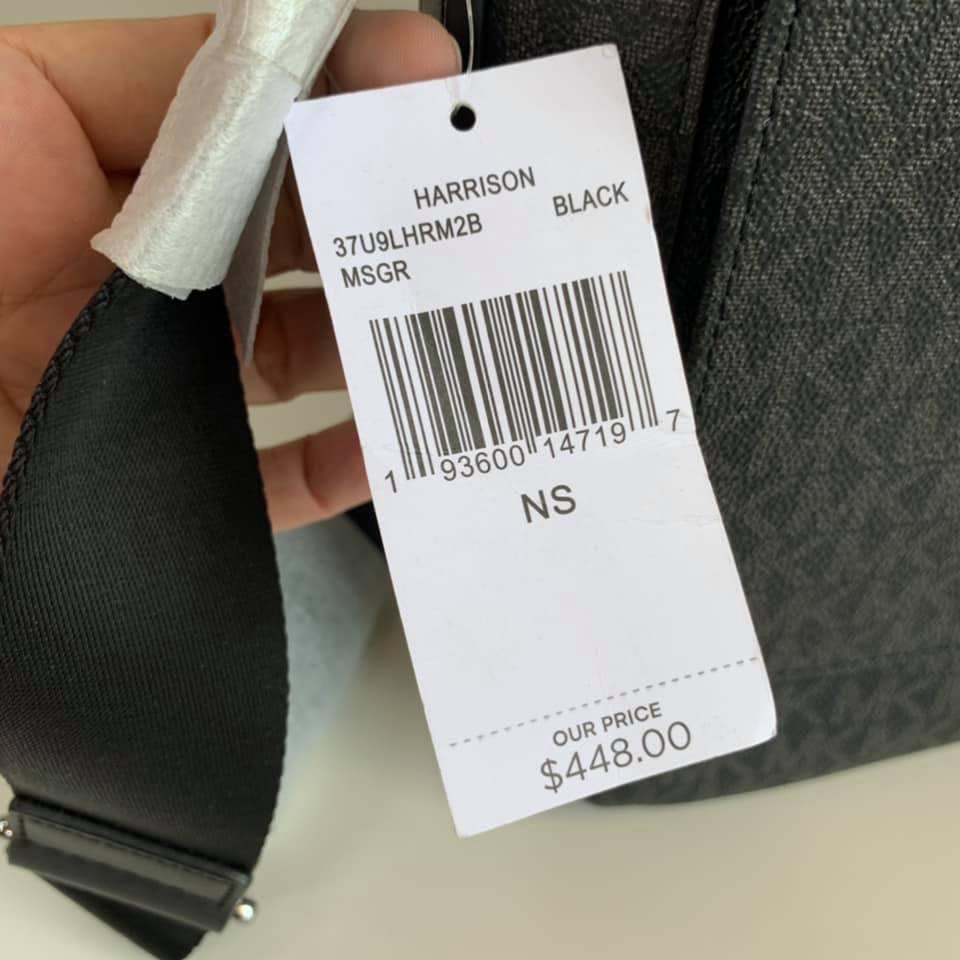 HARRISON
37U9LHRM2B BLACK
MSGR
1 93600 14719 7
NS
OUR PRICE
$448.00